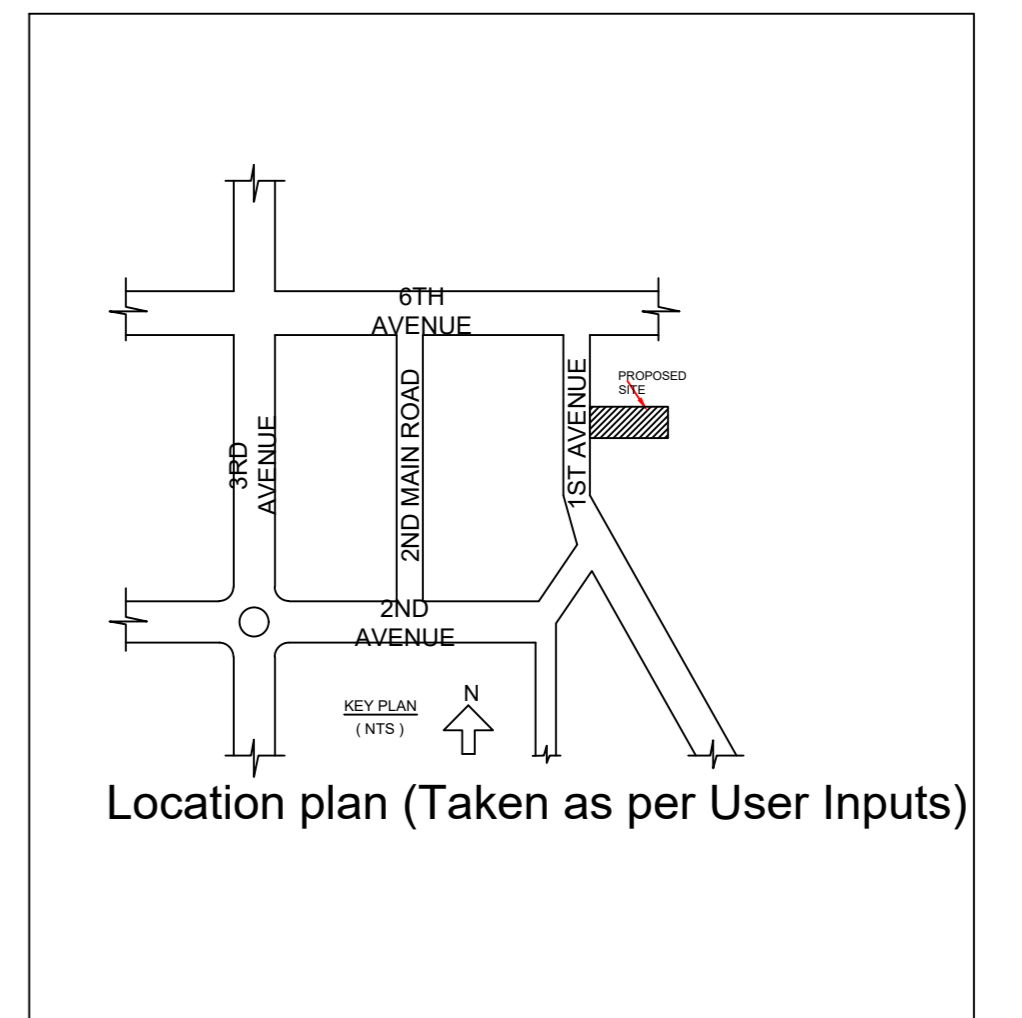 6TH
AVENUE
PROPOSED
SITE
1ST AVENUE
2ND MAIN ROAD
3RD
AVENUE
2ND
AVENUE
N
KEY PLAN
( NTS )
Location plan (Taken as per User Inputs)